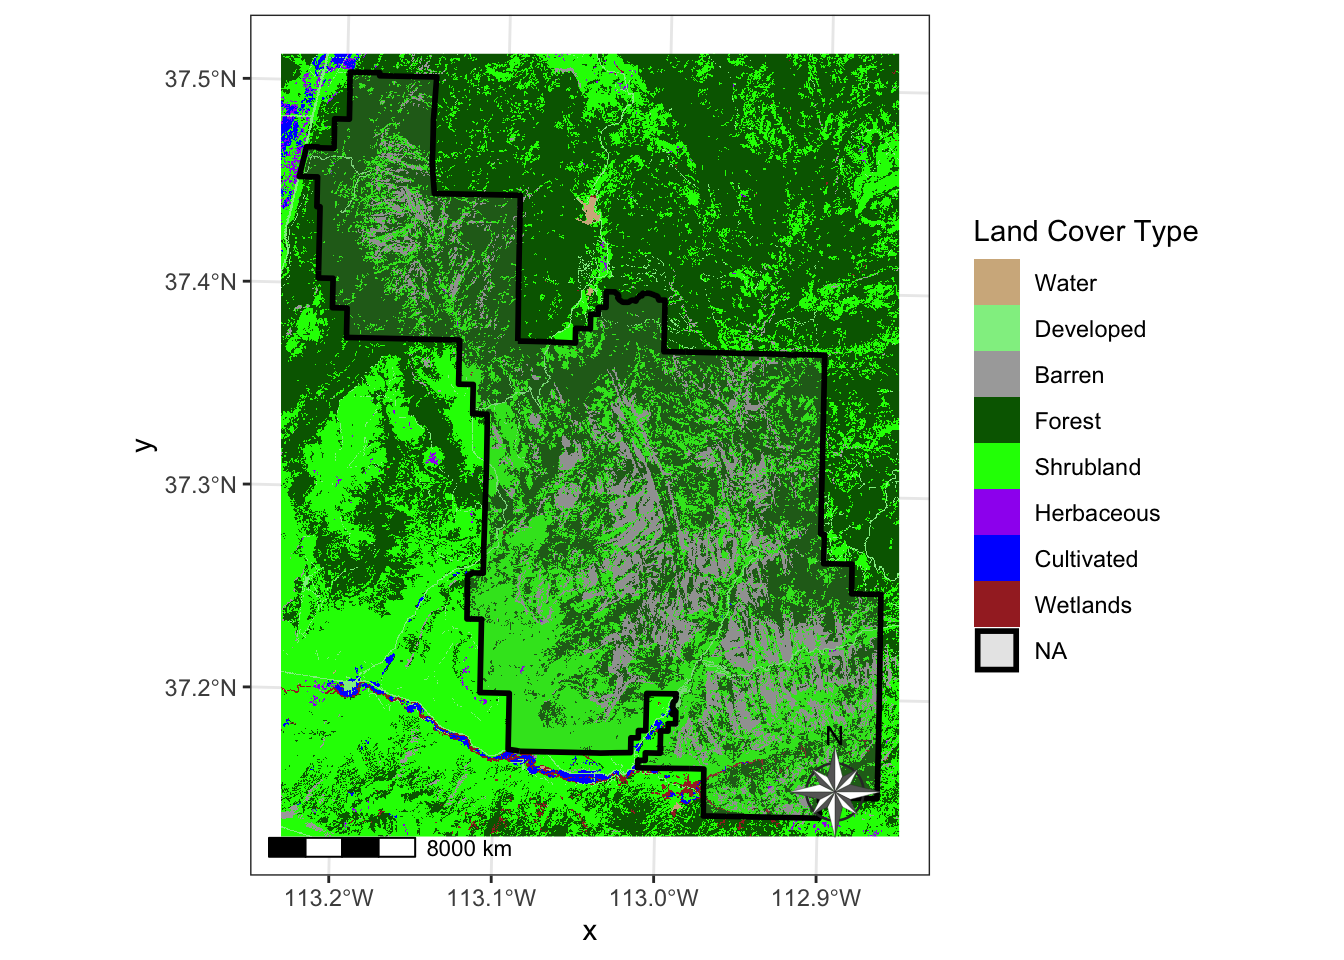 37.5°N
37.4°N
37.3°N
37.2°N
y
N
8000 km
113.2°W 113.1°W 113.0°W 112.9°W
x
Land Cover Type
Water
Developed
Barren
Forest
Shrubland
Herbaceous
Cultivated
Wetlands
NA